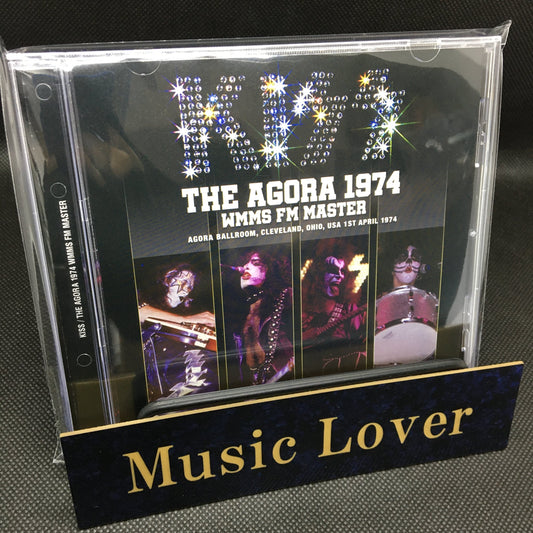 KISS
THE AGORA 1974
WMMS FM MASTER
AGORA BALLROOM, CLEVELAND, OHIO, USA 1ST APRIL 1974
KISS / THE AGORA 1974 WMMS FM MASTER
Music Lover